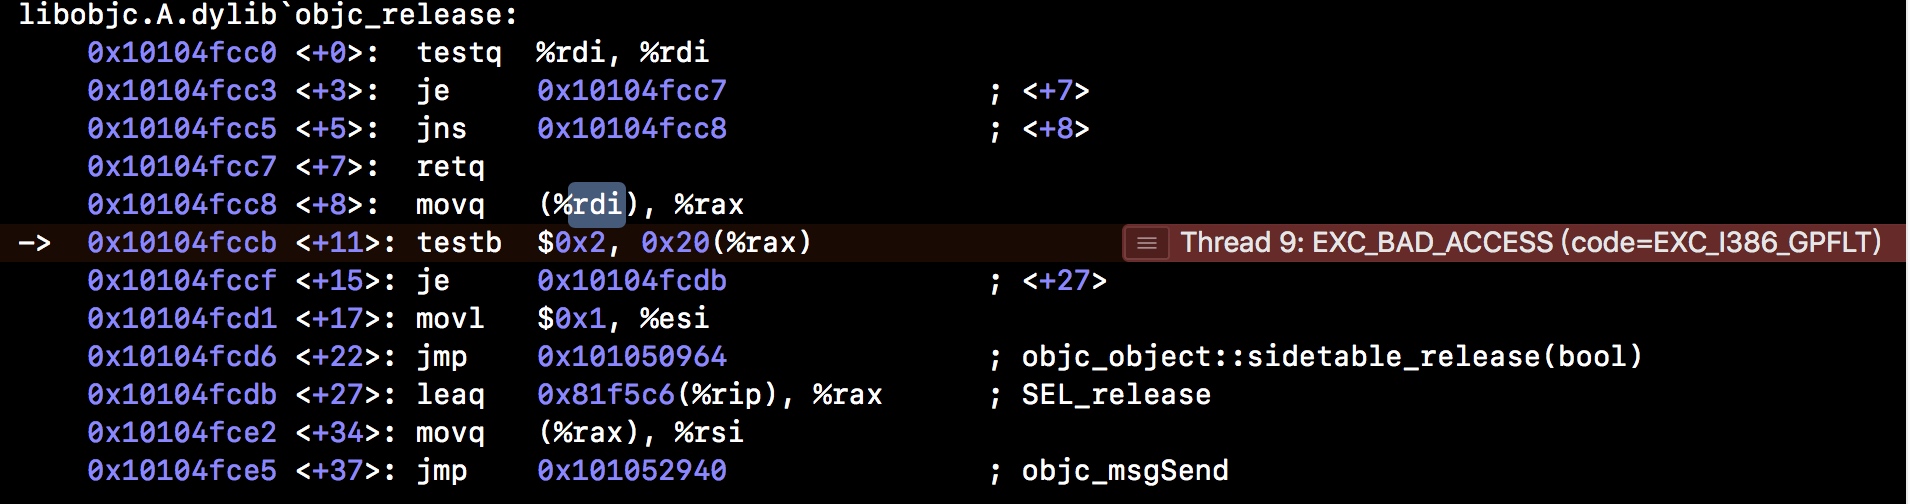 libobjc.A.dylib`objc_release:
0x10104fcc0 <+0>: testq %rdi, %rdi
0x10104fcc3 <+3>: je 0x10104fcc7 ; <+7>
0x10104fcc5 <+5>: jns 0x10104fcc8 ; <+8>
0x10104fcc7 <+7>: retq
0x10104fcc8 <+8>: movq (%rdi), %rax
-> 0x10104fccb <+11>: testb $0x2, 0x20(%rax) Thread 9: EXC_BAD_ACCESS (code=EXC_I386_GPFLT)
0x10104fccf <+15>: je 0x10104fcdb ; <+27>
0x10104fcd1 <+17>: movl $0x1, %esi
0x10104fcd6 <+22>: jmp 0x101050964 ; objc_object::sidetable_release(bool)
0x10104fcdb <+27>: leaq 0x81f5c6(%rip), %rax ; SEL_release
0x10104fce2 <+34>: movq (%rax), %rsi
0x10104fce5 <+37>: jmp 0x101052940 ; objc_msgSend